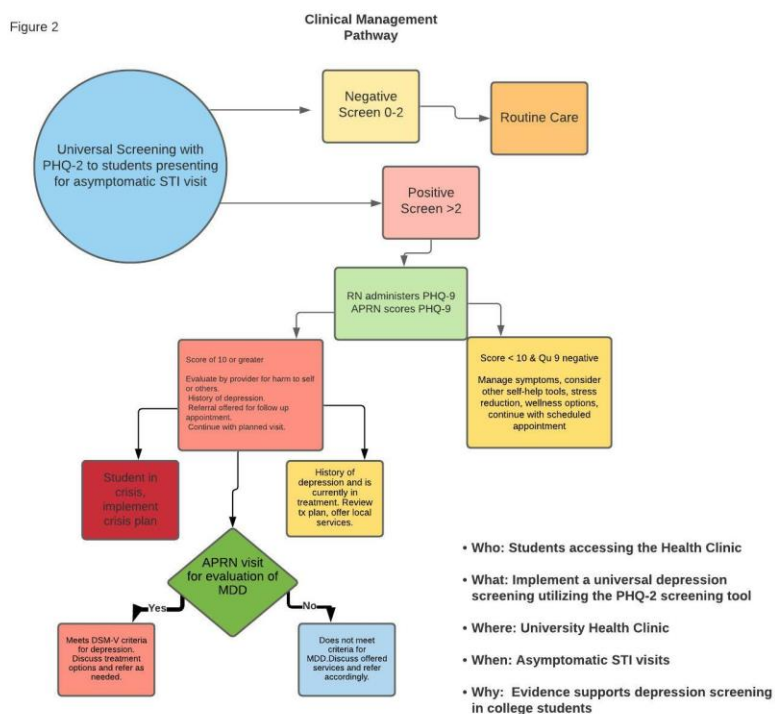 Figure 2
Clinical Management
Pathway
Universal Screening with
PHQ-2 to students presenting
for asymptomatic STI visit
Negative
Screen 0-2
Routine Care
Positive
Screen >2
RN administers PHQ-9
APRN scores PHQ-9
Score of 10 or greater
Evaluate by provider for harm to self
or others.
History of depression.
Referral offered for follow up
appointment.
Continue with planned visit.
Score < 10 & Qu 9 negative
Manage symptoms, consider
other self-help tools, stress
reduction, wellness options,
continue with scheduled
appointment
Student in
crisis,
implement
crisis plan
History of
depression and is
currently in
treatment. Review
tx plan, offer local
services.
APRN visit
for evaluation of
MDD
Yes
No
Meets DSM-V criteria
for depression.
Discuss treatment
options and refer as
needed.
Does not meet
criteria for
MDD.Discuss offered
services and refer
accordingly.
• Who: Students accessing the Health Clinic
• What: Implement a universal depression
screening utilizing the PHQ-2 screening tool
• Where: University Health Clinic
• When: Asymptomatic STI visits
• Why: Evidence supports depression screening
in college students